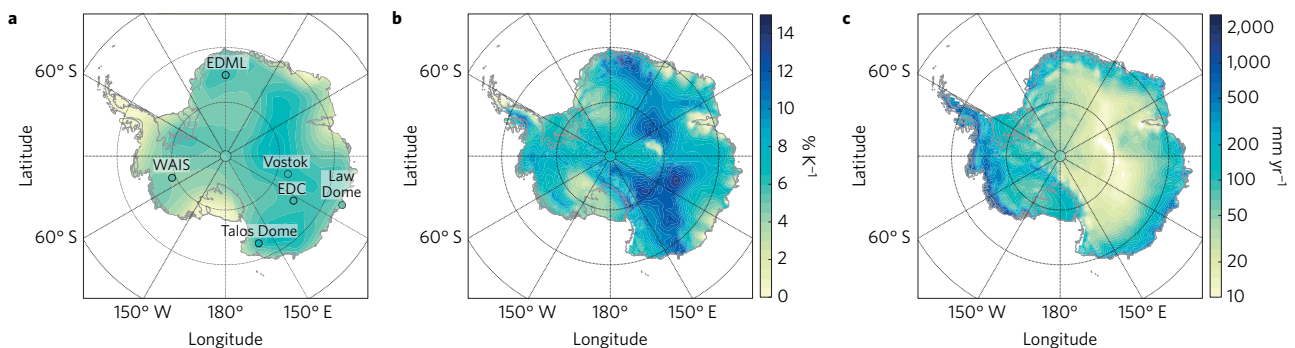 a
60° S
Latitude
60° S
EDML
WAIS
Vostok
EDC
Law
Dome
Talos Dome
150° W
180°
150° E
Longitude
b
60° S
Latitude
60° S
150° W
180°
150° E
Longitude
14
12
10
8
6
4
2
0
% K⁻¹
c
60° S
Latitude
60° S
150° W
180°
150° E
Longitude
2,000
1,000
500
200
100
50
20
10
mm yr⁻¹